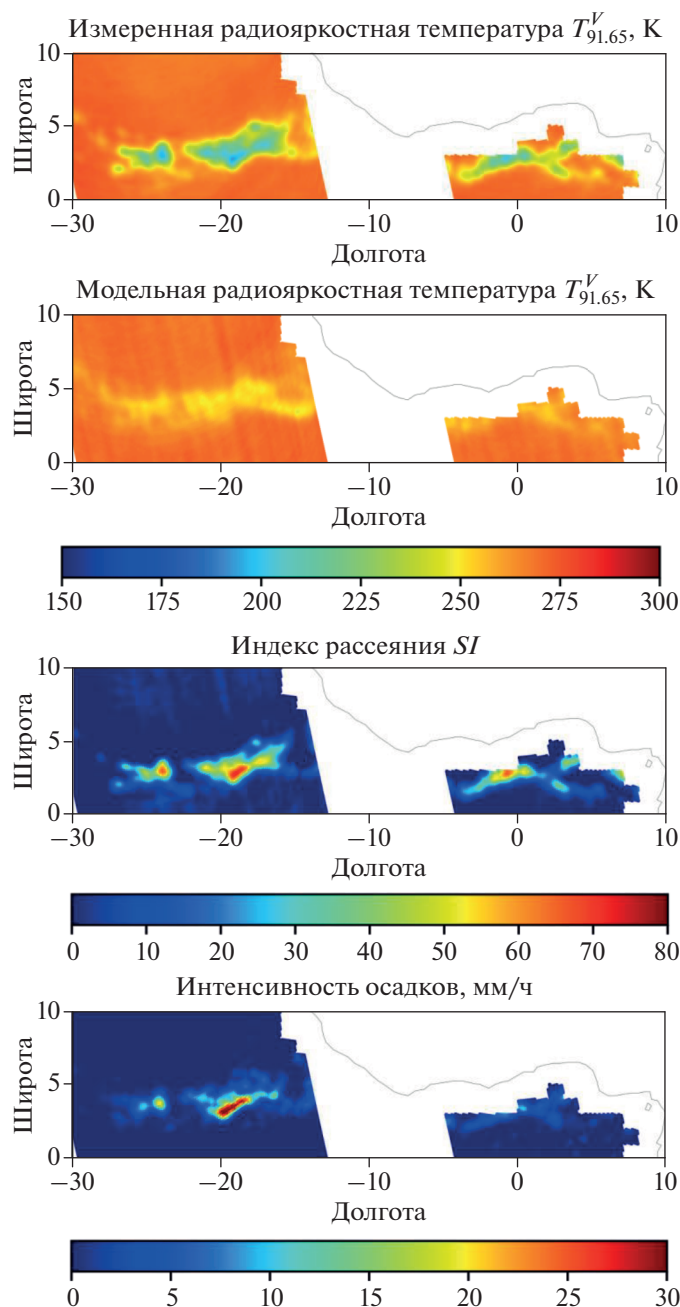 Измеренная радиояркостная температура T^V_91.65, К
10
5
0
Широта
−30 −20 −10 0 10
Долгота
Модельная радиояркостная температура T^V_91.65, К
10
5
0
Широта
−30 −20 −10 0 10
Долгота
150 175 200 225 250 275 300
Индекс рассеяния SI
10
5
0
Широта
−30 −20 −10 0 10
Долгота
0 10 20 30 40 50 60 70 80
Интенсивность осадков, мм/ч
10
5
0
Широта
−30 −20 −10 0 10
Долгота
0 5 10 15 20 25 30